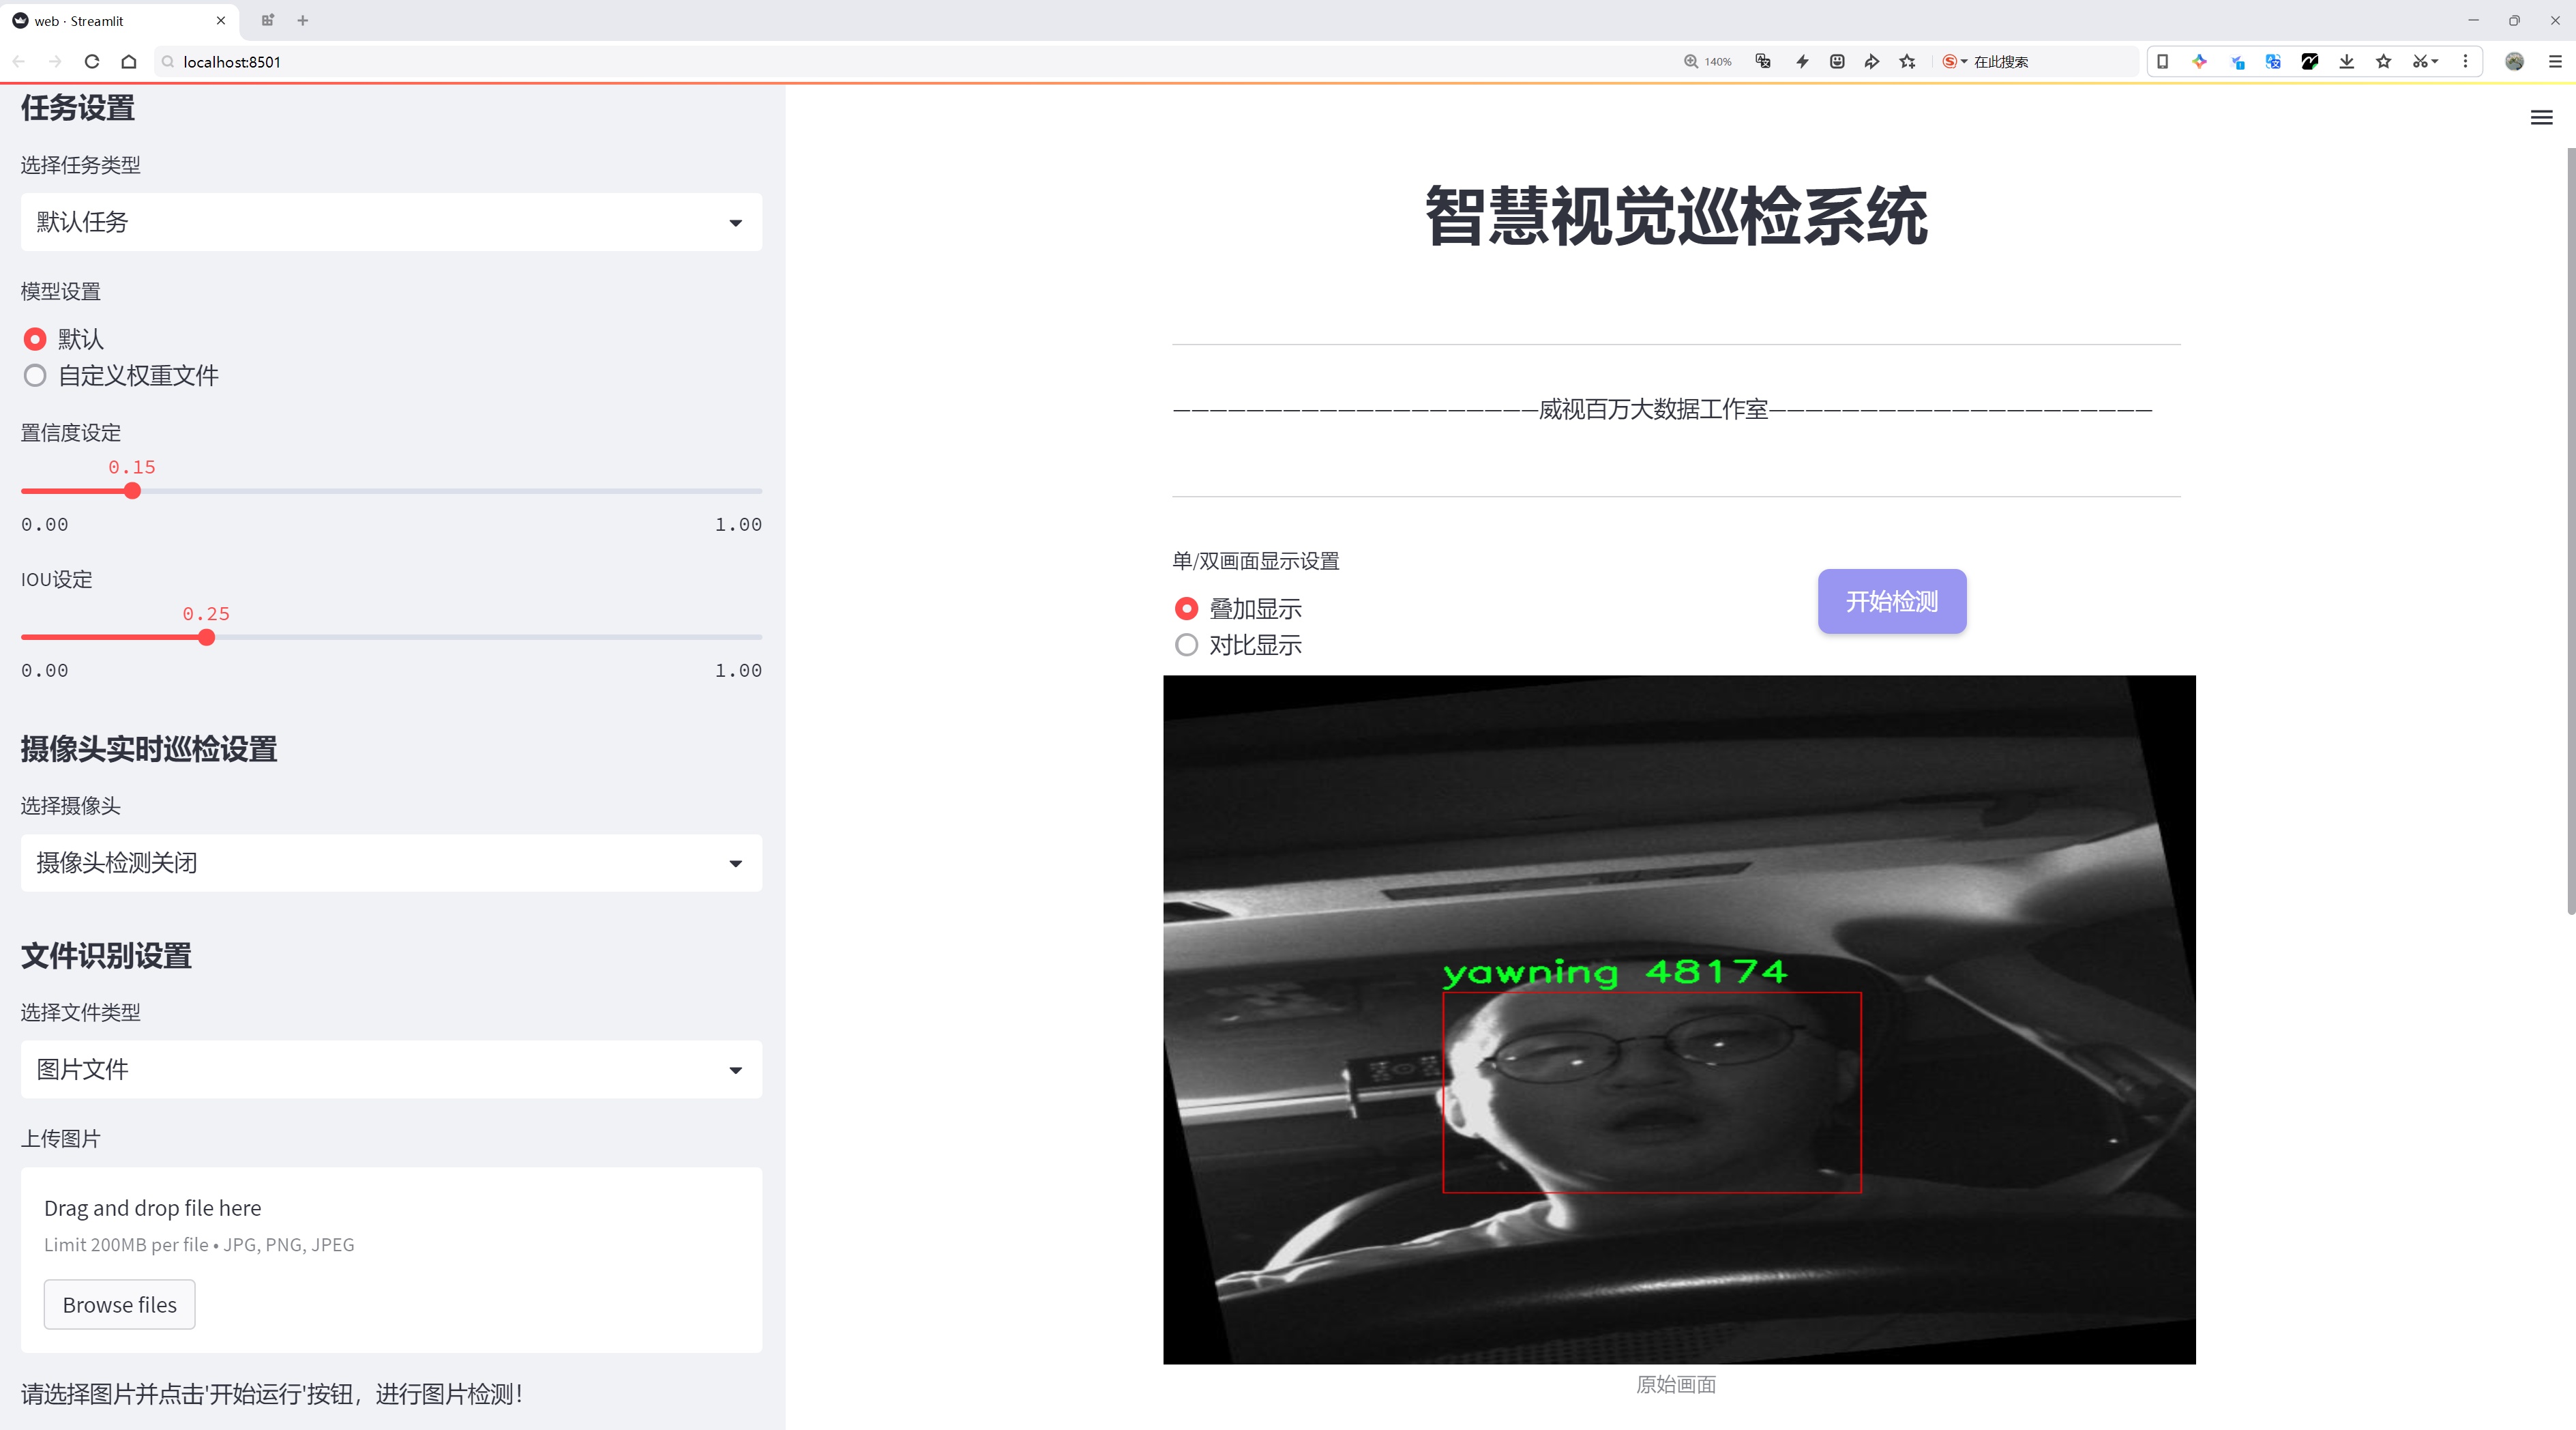 web · Streamlit
localhost:8501
140%
在此搜索
任务设置
选择任务类型
默认任务
模型设置
默认
自定义权重文件
置信度设定
0.15
0.00 1.00
IOU设定
0.25
0.00 1.00
摄像头实时巡检设置
选择摄像头
摄像头检测关闭
文件识别设置
选择文件类型
图片文件
上传图片
Drag and drop file here
Limit 200MB per file • JPG, PNG, JPEG
Browse files
请选择图片并点击'开始运行'按钮，进行图片检测！
智慧视觉巡检系统
————————————————————威视百万大数据工作室—————————————————————
单/双画面显示设置
叠加显示
对比显示
开始检测
yawning 48174
原始画面